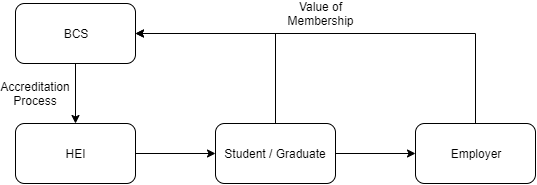 Value of
Membership
BCS
Accreditation
Process
HEI
Student / Graduate
Employer